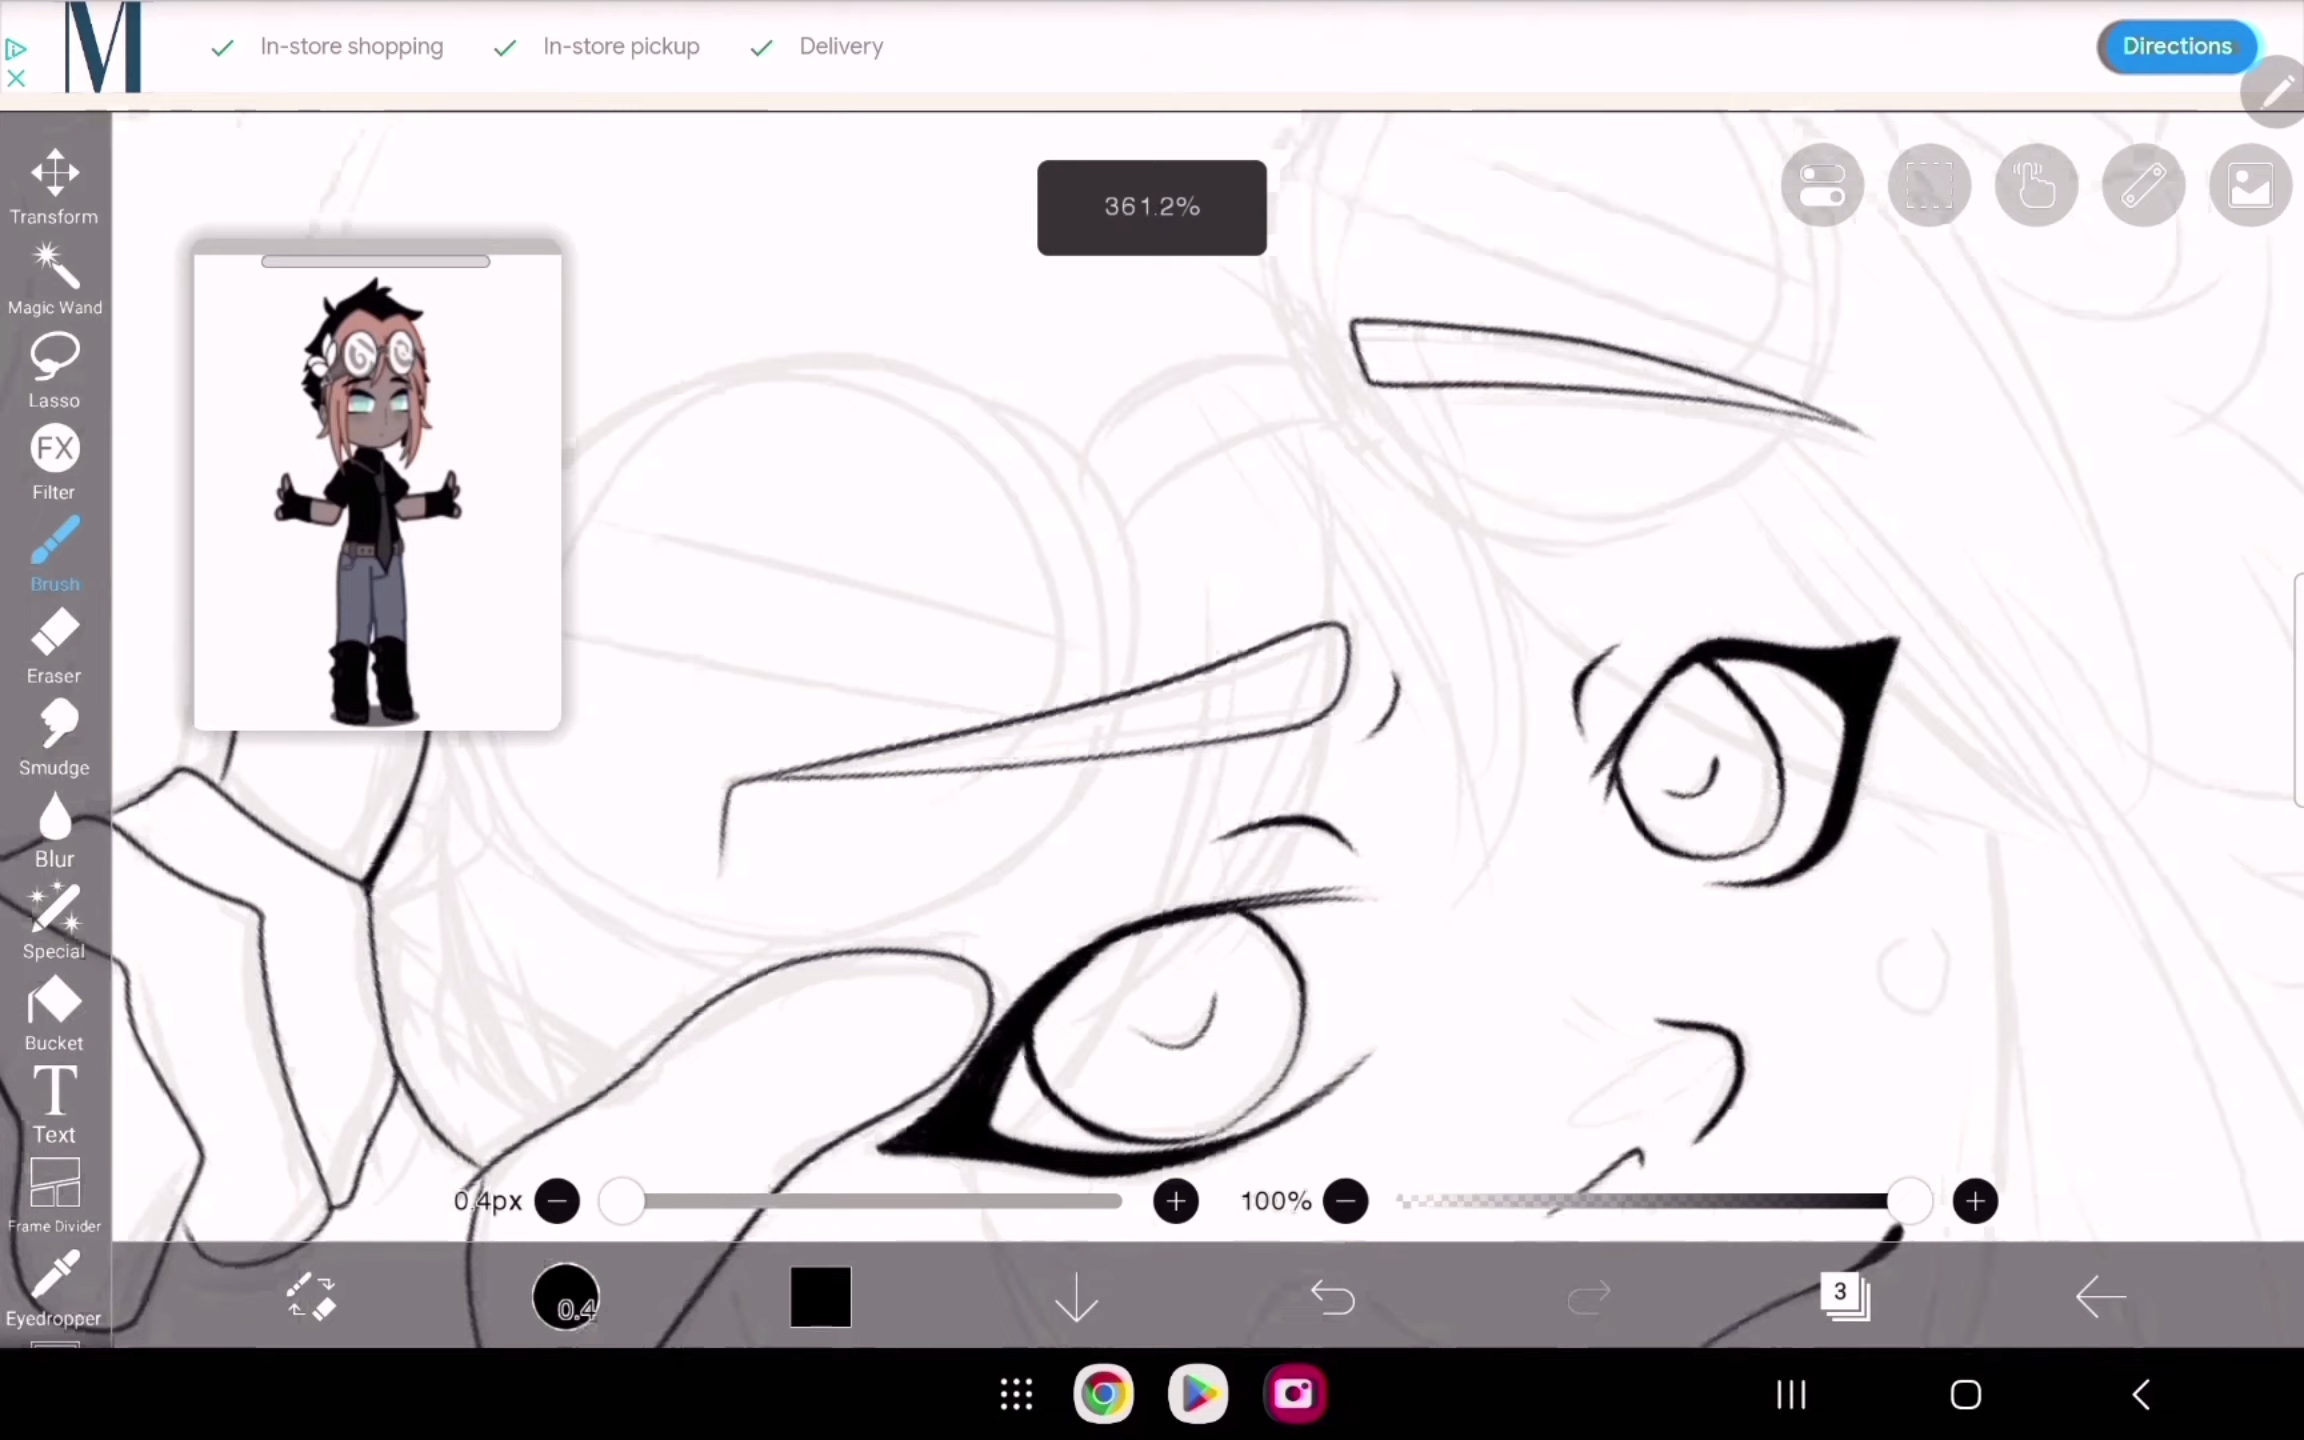 M
In-store shopping In-store pickup Delivery
Directions
361.2%
Transform
Magic Wand
Lasso
FX
Filter
Brush
Eraser
Smudge
Blur
Special
Bucket
T
Text
Frame Divider
Eyedropper
0.4px
100%
0.4
3